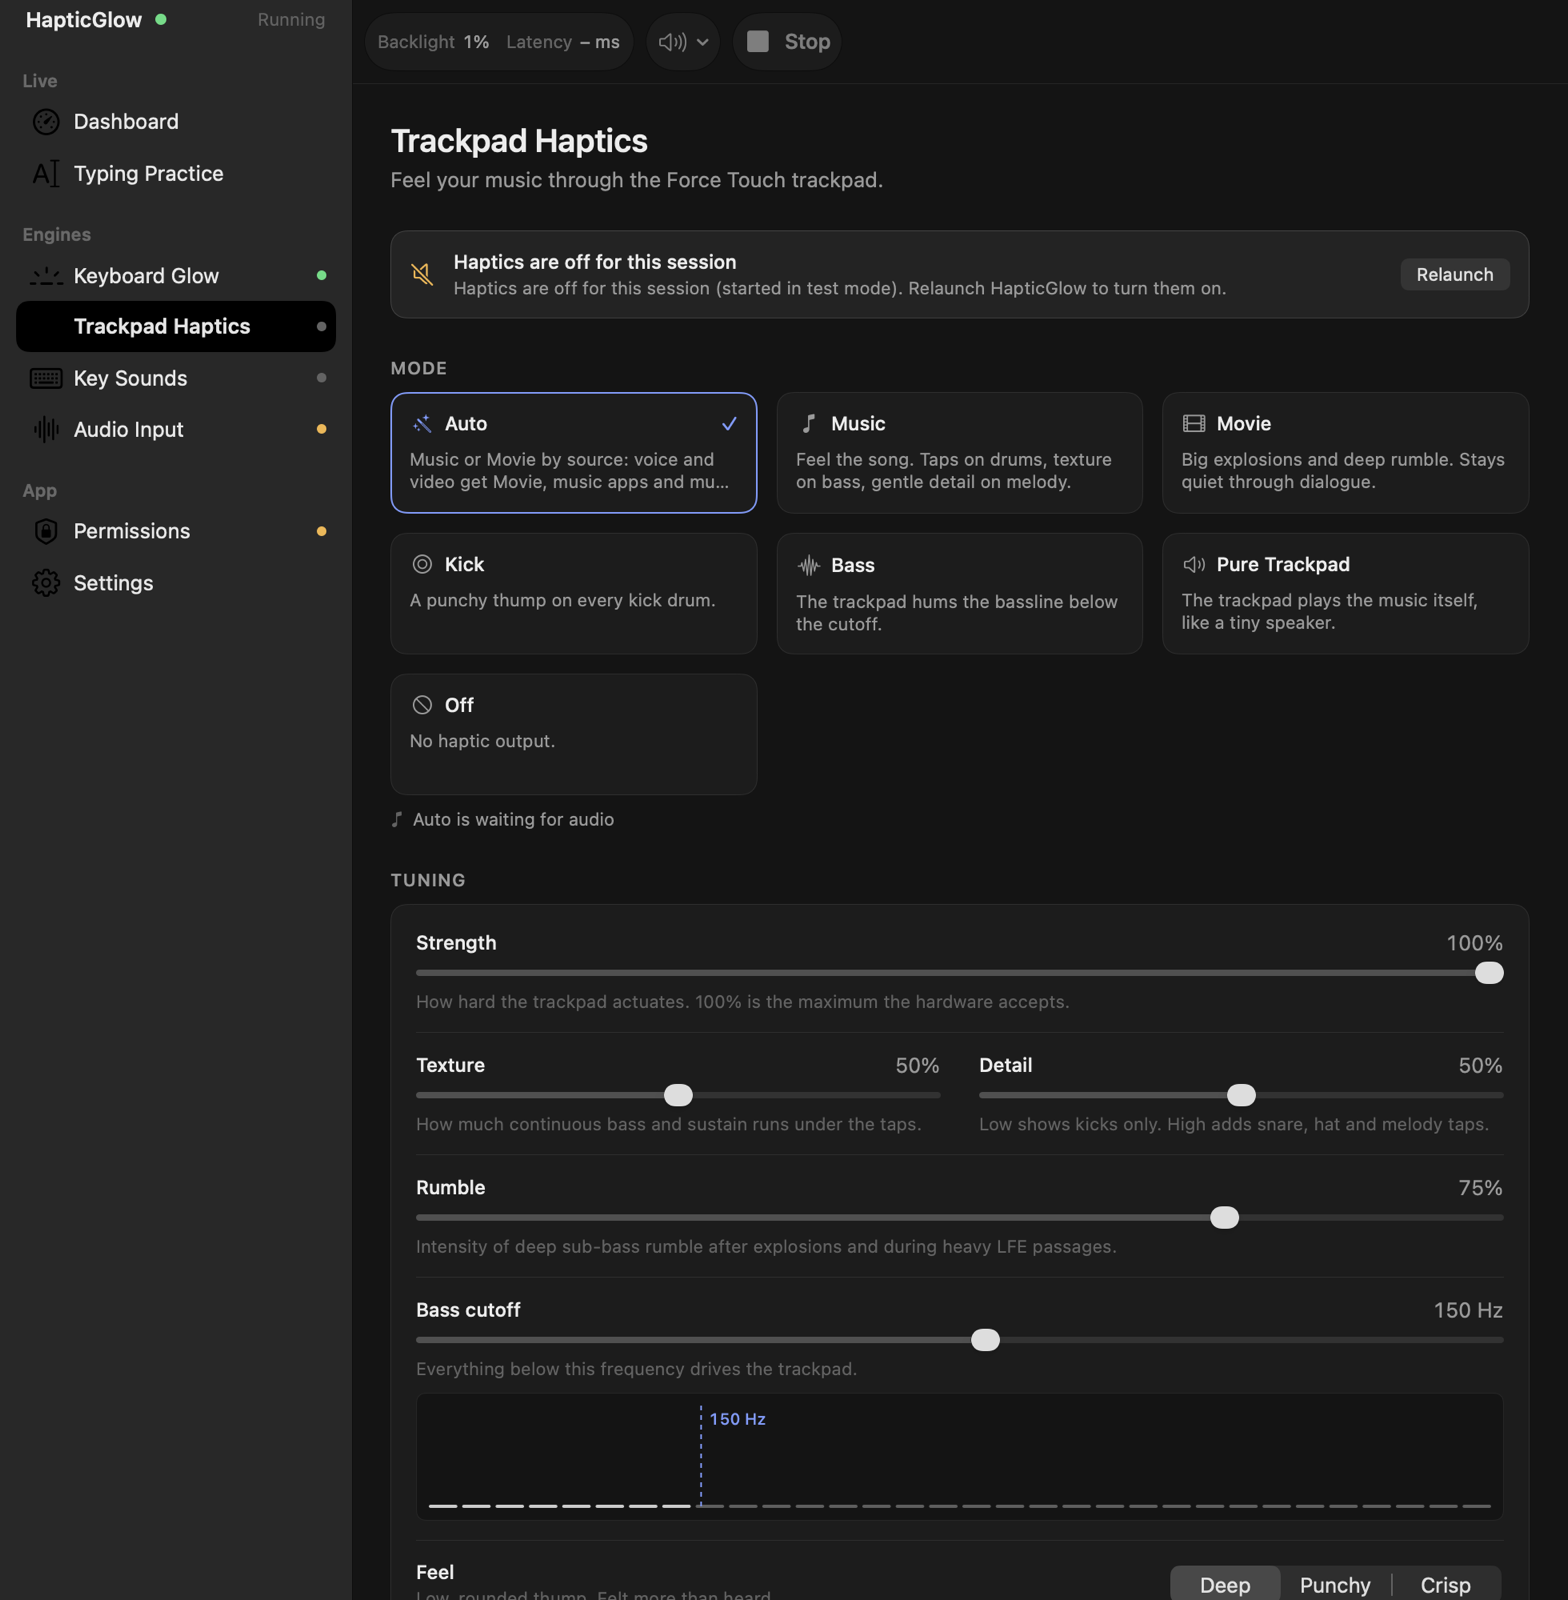 HapticGlow
Running
Live
Dashboard
Typing Practice
Engines
Keyboard Glow
Trackpad Haptics
Key Sounds
Audio Input
App
Permissions
Settings
Backlight 1% Latency – ms
Stop
Trackpad Haptics
Feel your music through the Force Touch trackpad.
Haptics are off for this session
Haptics are off for this session (started in test mode). Relaunch HapticGlow to turn them on.
Relaunch
MODE
Auto
Music or Movie by source: voice and
video get Movie, music apps and mu...
Music
Feel the song. Taps on drums, texture
on bass, gentle detail on melody.
Movie
Big explosions and deep rumble. Stays
quiet through dialogue.
Kick
A punchy thump on every kick drum.
Bass
The trackpad hums the bassline below
the cutoff.
Pure Trackpad
The trackpad plays the music itself,
like a tiny speaker.
Off
No haptic output.
Auto is waiting for audio
TUNING
Strength 100%
How hard the trackpad actuates. 100% is the maximum the hardware accepts.
Texture 50%
How much continuous bass and sustain runs under the taps.
Detail 50%
Low shows kicks only. High adds snare, hat and melody taps.
Rumble 75%
Intensity of deep sub-bass rumble after explosions and during heavy LFE passages.
Bass cutoff 150 Hz
Everything below this frequency drives the trackpad.
150 Hz
Feel
Low, rounded thump. Felt more than heard.
Deep Punchy Crisp